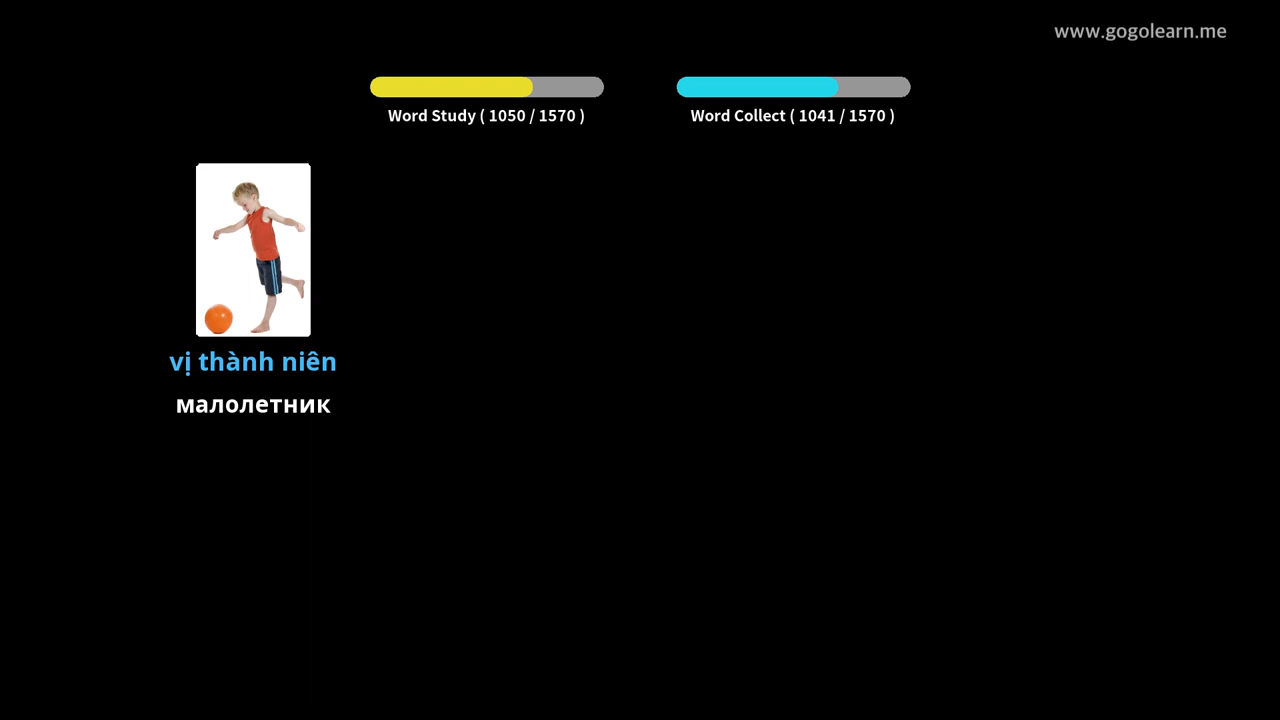 www.gogolearn.me
Word Study ( 1050 / 1570 )
Word Collect ( 1041 / 1570 )
vị thành niên
малолетник